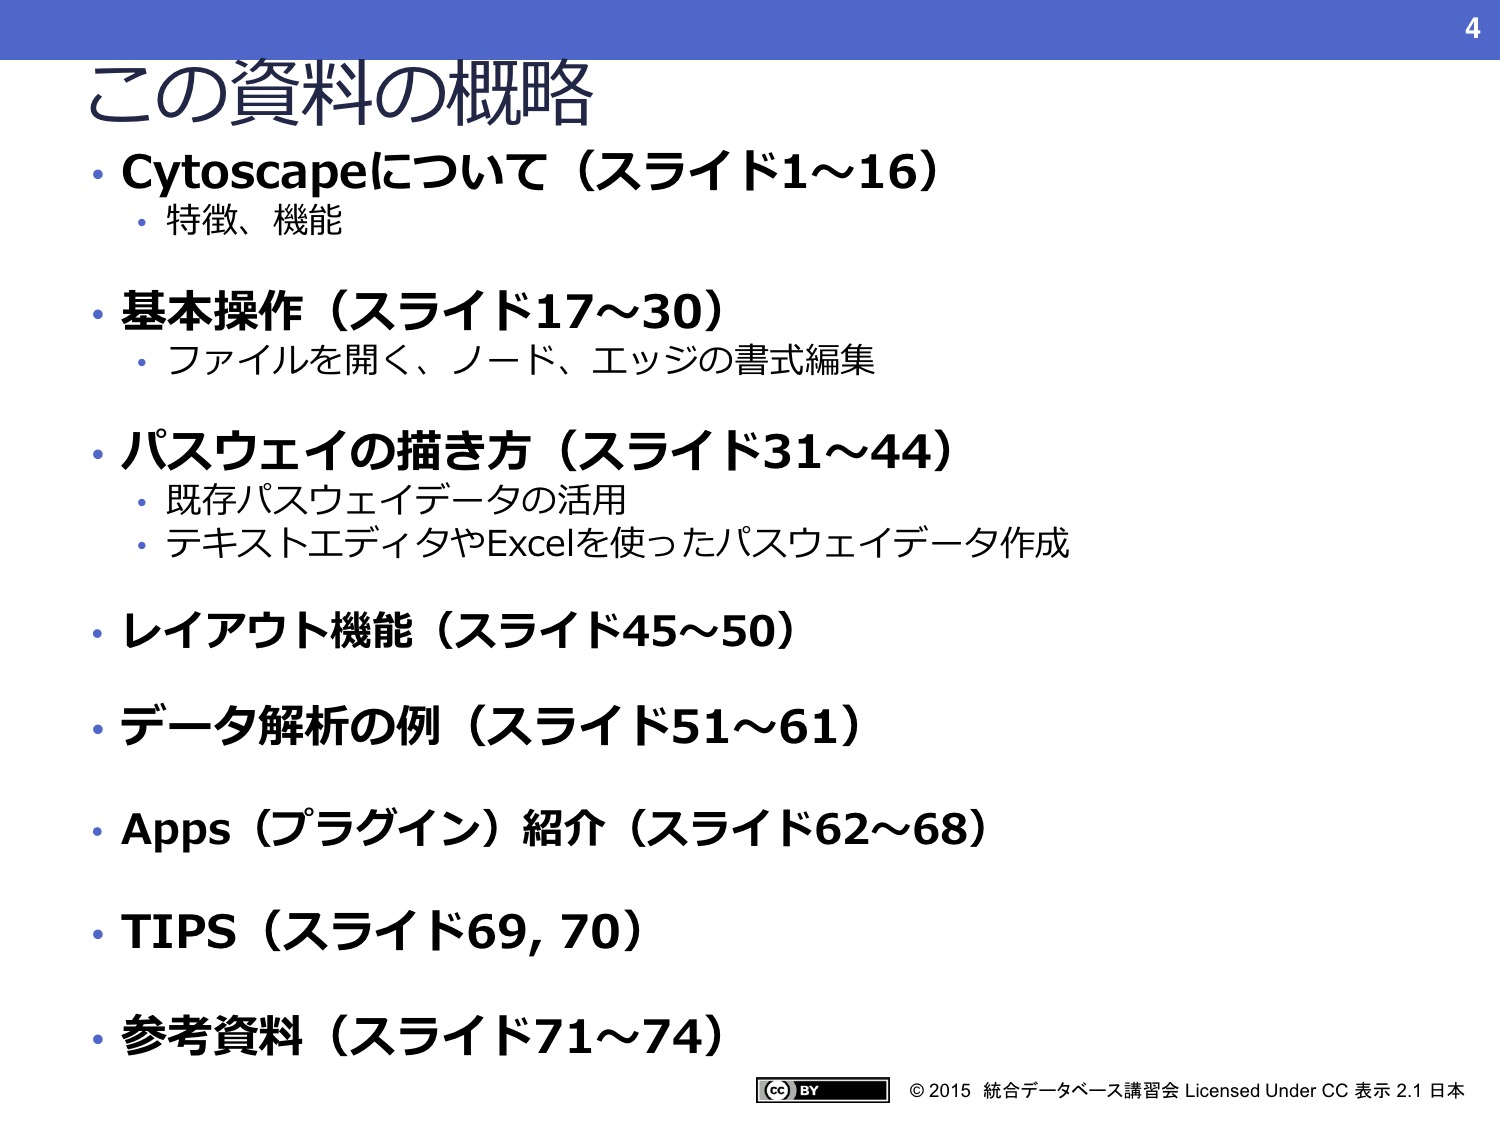 4
この資料の概略
• Cytoscapeについて（スライド1～16）
• 特徴、機能
• 基本操作（スライド17～30）
• ファイルを開く、ノード、エッジの書式編集
• パスウェイの描き方（スライド31～44）
• 既存パスウェイデータの活用
• テキストエディタやExcelを使ったパスウェイデータ作成
• レイアウト機能（スライド45～50）
• データ解析の例（スライド51～61）
• Apps（プラグイン）紹介（スライド62～68）
• TIPS（スライド69, 70）
• 参考資料（スライド71～74）
cc BY © 2015 統合データベース講習会 Licensed Under CC 表示 2.1 日本